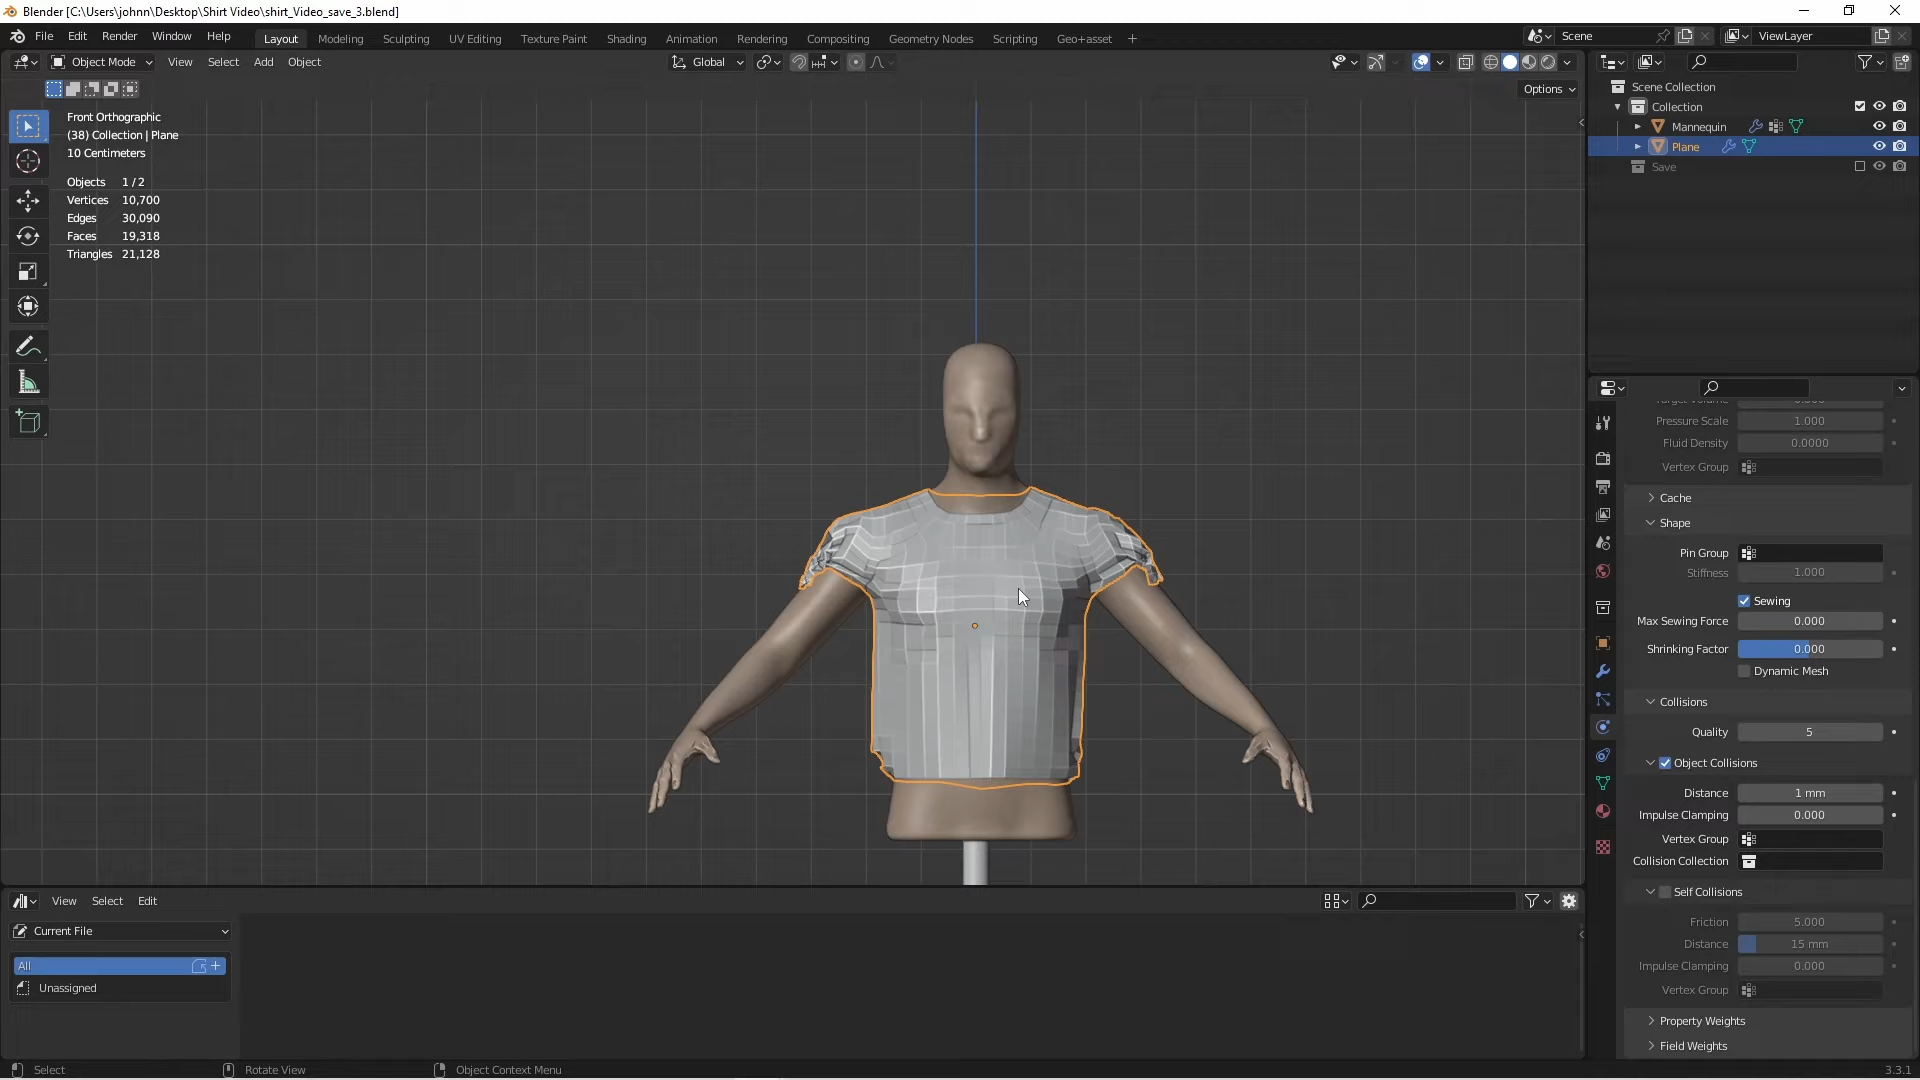 Blender [C:\Users\johnn\Desktop\Shirt Video\shirt_Video_save_3.blend]
File Edit Render Window Help Layout Modeling Sculpting UV Editing Texture Paint Shading Animation Rendering Compositing Geometry Nodes Scripting Geo+asset + Scene ViewLayer
Object Mode View Select Add Object Global
Options
Front Orthographic
(38) Collection | Plane
10 Centimeters
Objects 1 / 2
Vertices 10,700
Edges 30,090
Faces 19,318
Triangles 21,128
Scene Collection
Collection
Mannequin
Plane
Save
Pressure Scale 1.000
Fluid Density 0.0000
Vertex Group
Cache
Shape
Pin Group
Stiffness 1.000
Sewing
Max Sewing Force 0.000
Shrinking Factor 0.000
Dynamic Mesh
Collisions
Quality 5
Object Collisions
Distance 1 mm
Impulse Clamping 0.000
Vertex Group
Collision Collection
Self Collisions
Friction 5.000
Distance 15 mm
Impulse Clamping 0.000
Vertex Group
Property Weights
Field Weights
View Select Edit
Current File
All
Unassigned
Select Rotate View Object Context Menu 3.3.1